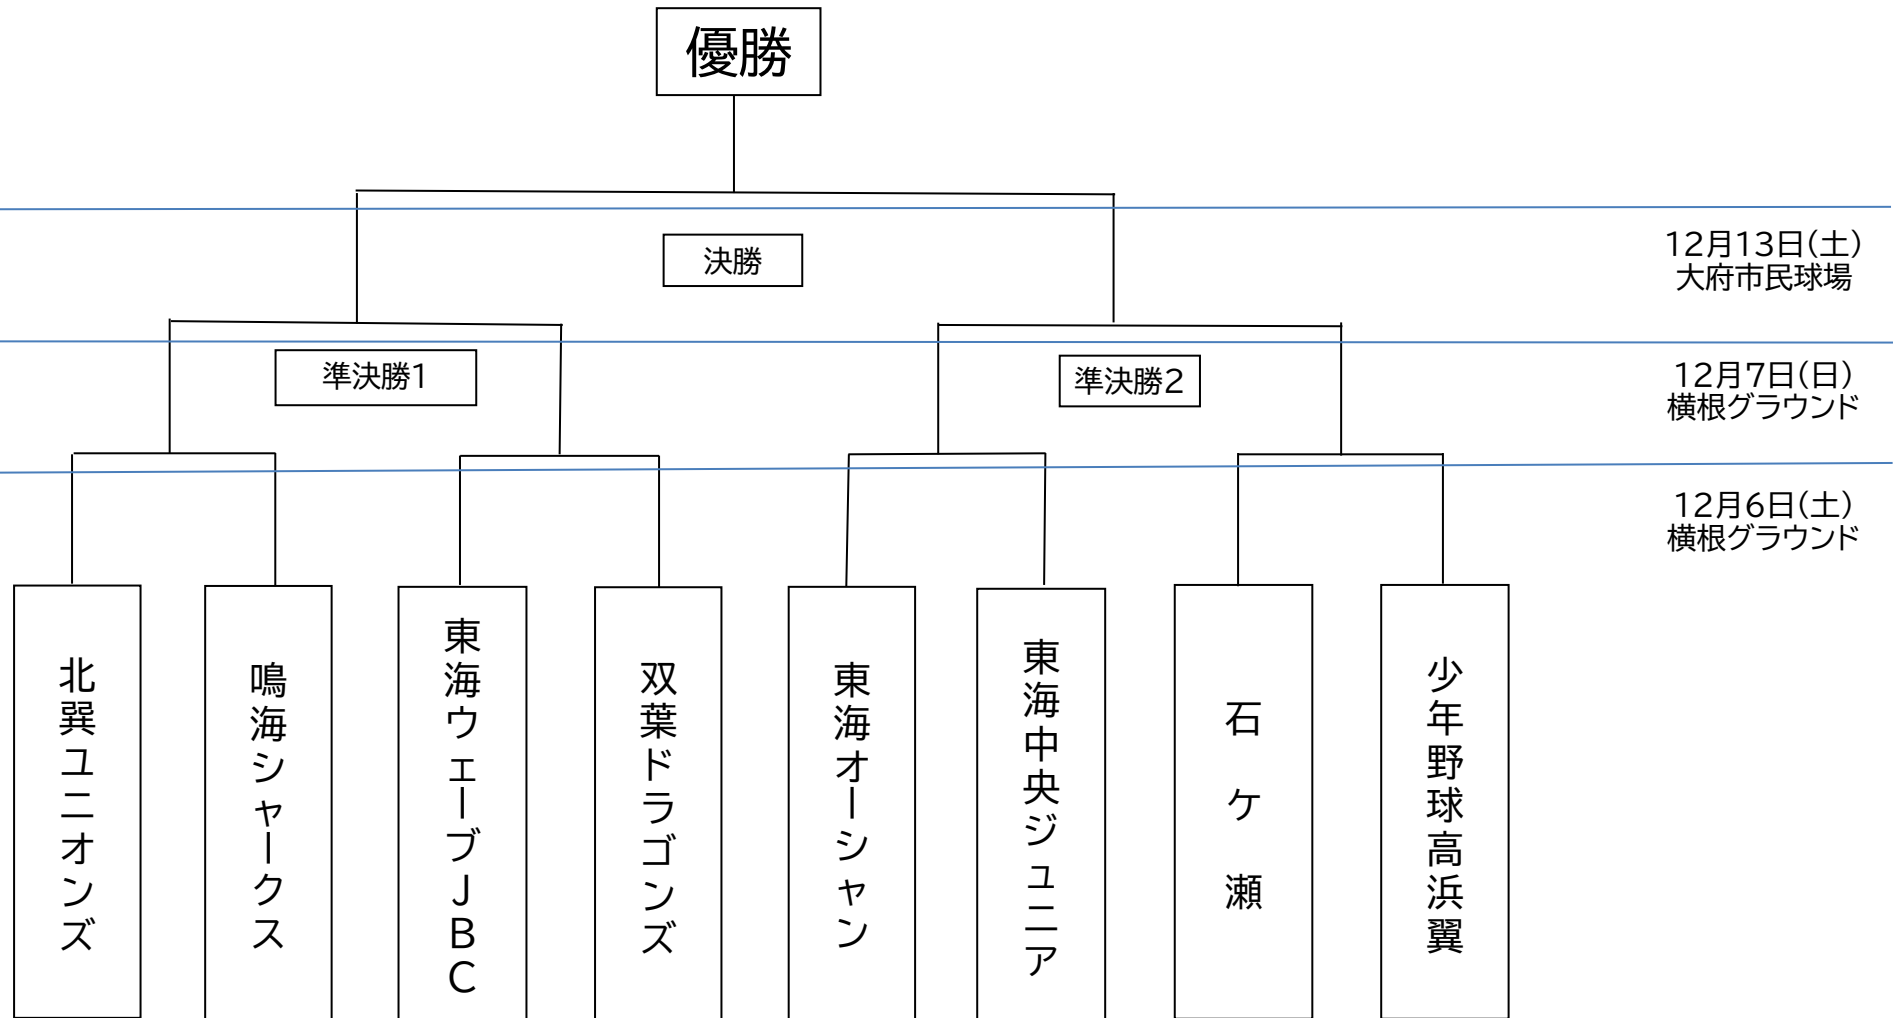 優勝
決勝
12月13日(土)
大府市民球場
準決勝1
準決勝2
12月7日(日)
横根グラウンド
12月6日(土)
横根グラウンド
北巽ユニオンズ
鳴海シャークス
東海ウェーブJBC
双葉ドラゴンズ
東海オーシャン
東海中央ジュニア
石ケ瀬
少年野球高浜翼